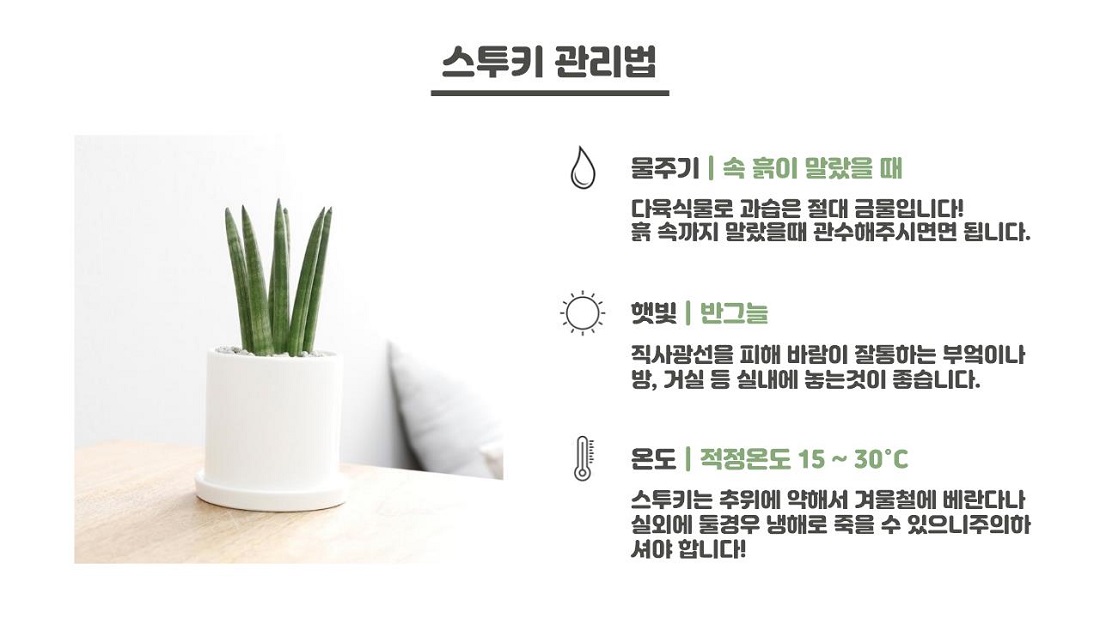 스투키 관리법
물주기 | 속 흙이 말랐을 때
다육식물로 과습은 절대 금물입니다!
흙 속까지 말랐을때 관수해주시면면 됩니다.
햇빛 | 반그늘
직사광선을 피해 바람이 잘통하는 부엌이나
방, 거실 등 실내에 놓는것이 좋습니다.
온도 | 적정온도 15 ~ 30°C
스투키는 추위에 약해서 겨울철에 베란다나
실외에 둘경우 냉해로 죽을 수 있으니주의하
셔야 합니다!